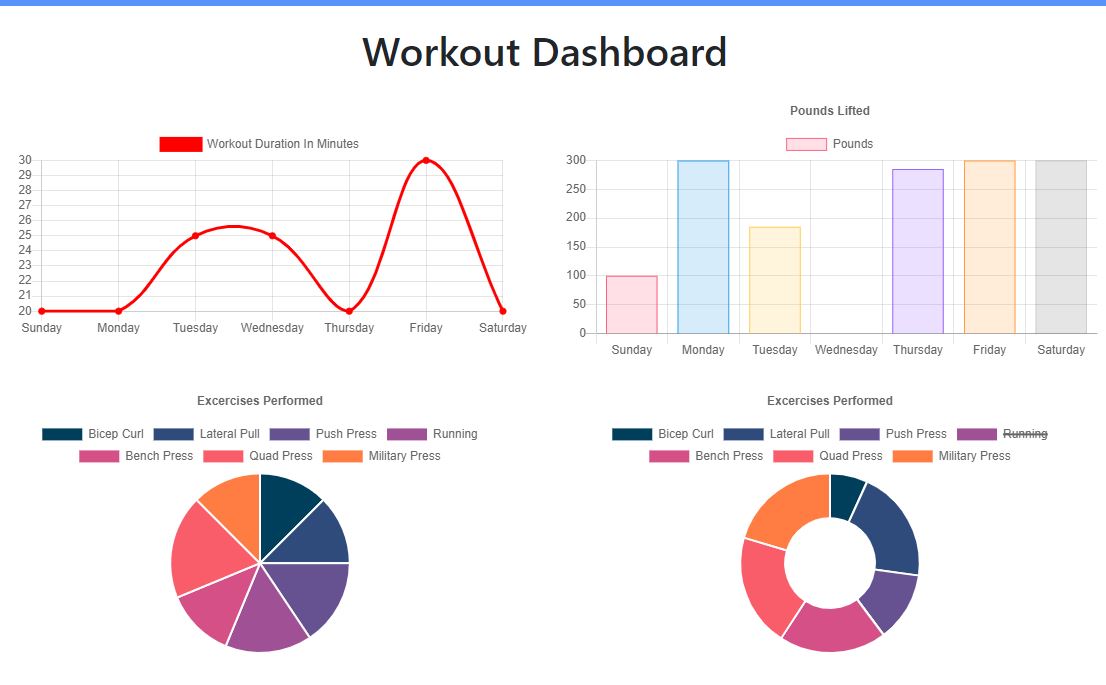 Workout Dashboard
Workout Duration In Minutes
30
29
28
27
26
25
24
23
22
21
20
Sunday Monday Tuesday Wednesday Thursday Friday Saturday
Pounds Lifted
Pounds
300
250
200
150
100
50
0
Sunday Monday Tuesday Wednesday Thursday Friday Saturday
Excercises Performed
Bicep Curl Lateral Pull Push Press Running
Bench Press Quad Press Military Press
Excercises Performed
Bicep Curl Lateral Pull Push Press Running
Bench Press Quad Press Military Press